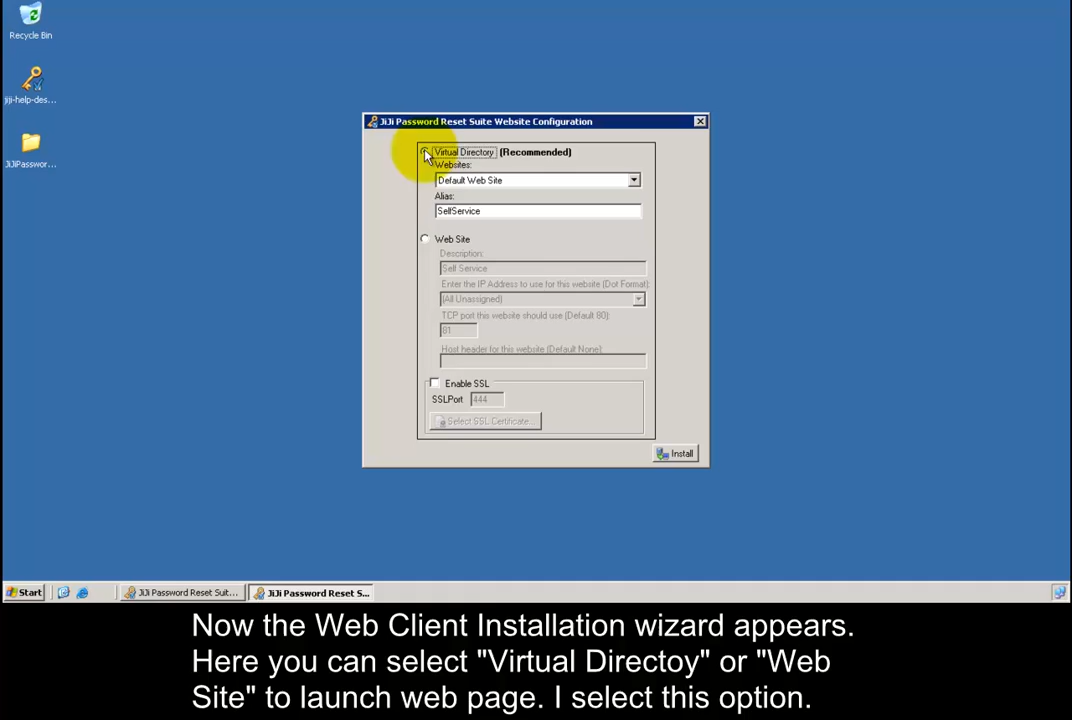 Recycle Bin
jiji-help-des...
JiJiPasswor...
JiJi Password Reset Suite Website Configuration
Virtual Directory (Recommended)
Websites:
Default Web Site
Alias:
SelfService
Web Site
Description:
Self Service
Enter the IP Address to use for this website (Dot Format):
(All Unassigned)
TCP port this website should use (Default 80):
81
Host header for this website (Default None):
Enable SSL
SSLPort 444
Select SSL Certificate...
Install
Start
JiJi Password Reset Suit...
JiJi Password Reset S...
Now the Web Client Installation wizard appears.
Here you can select "Virtual Directoy" or "Web
Site" to launch web page. I select this option.